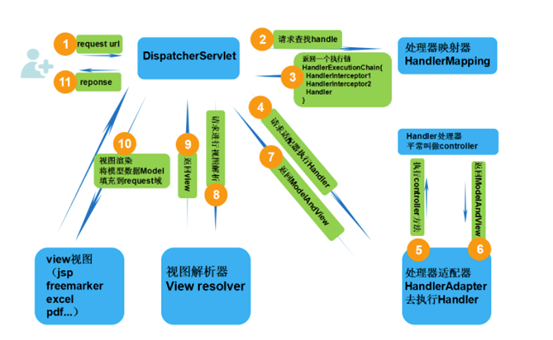 1
request url
DispatcherServlet
2
请求查找handle
处理器映射器
HandlerMapping
11
reponse
3
返回一个执行链
HandlerExecutionChain{
HandlerInterceptor1
HandlerInterceptor2
Handler
}
4
请求适配器执行Handler
7
返回ModelAndView
10
视图渲染
将模型数据Model
填充到request域
9
返回view
请求进行视图解析
8
Handler处理器
平常叫做controller
执行controller方法
5
返回ModelAndView
6
view视图
（jsp
freemarker
excel
pdf...）
视图解析器
View resolver
处理器适配器
HandlerAdapter
去执行Handler